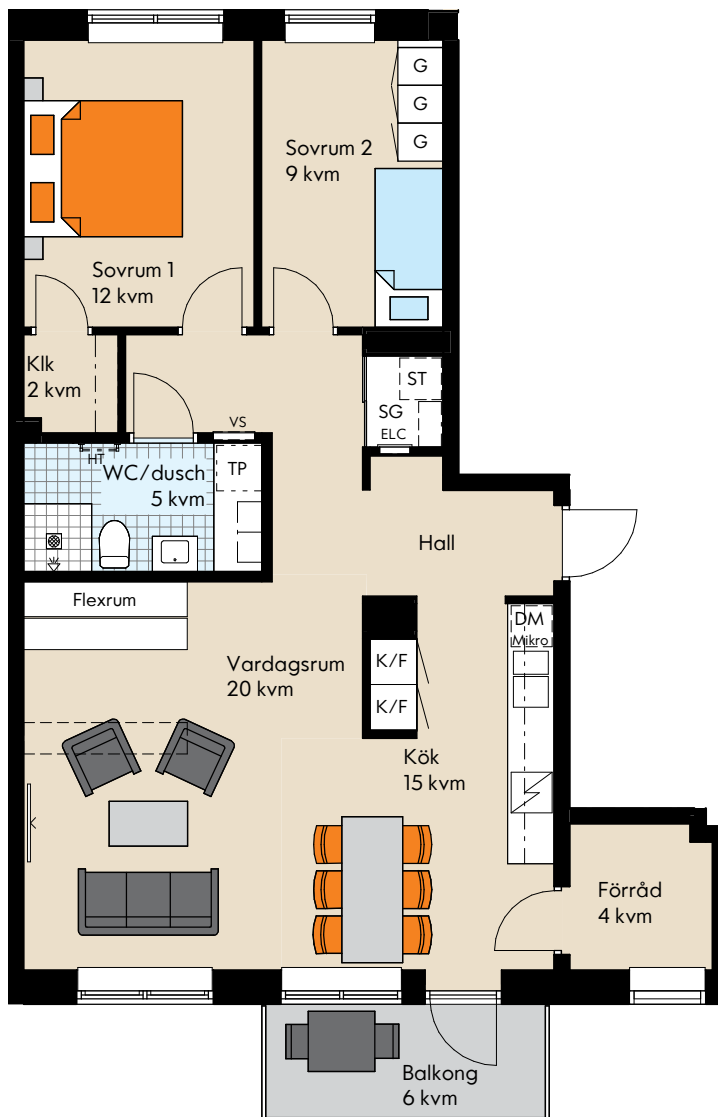 G
G
G
Sovrum 2
9 kvm
Sovrum 1
12 kvm
Klk
2 kvm
ST
SG
ELC
VS
HT
WC/dusch
5 kvm
TP
Hall
Flexrum
DM
Mikro
Vardagsrum
20 kvm
K/F
K/F
Kök
15 kvm
Förråd
4 kvm
Balkong
6 kvm